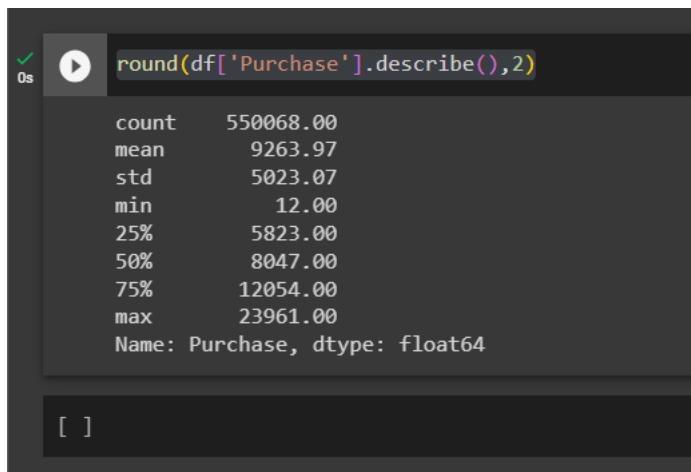 0s
round(df['Purchase'].describe(),2)
count 550068.00
mean 9263.97
std 5023.07
min 12.00
25% 5823.00
50% 8047.00
75% 12054.00
max 23961.00
Name: Purchase, dtype: float64
[ ]